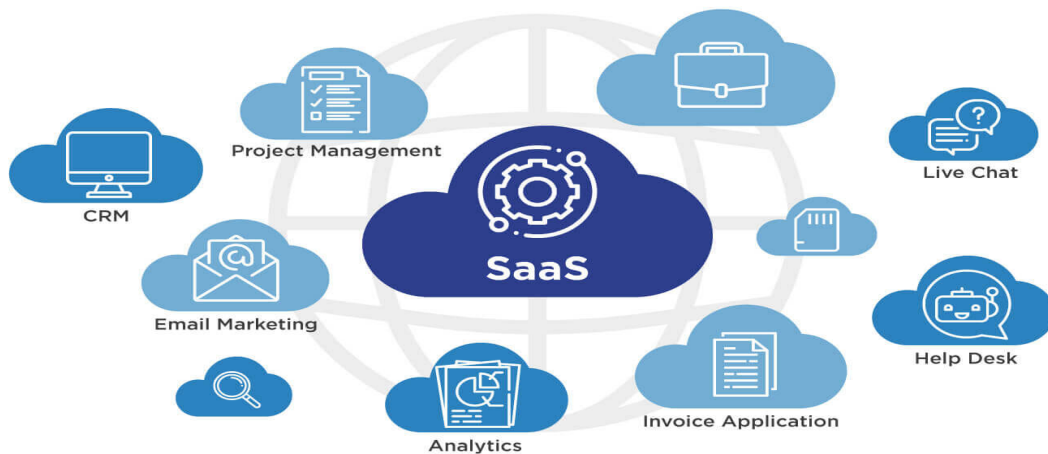 Project Management
CRM
Live Chat
SaaS
Email Marketing
Help Desk
Invoice Application
Analytics